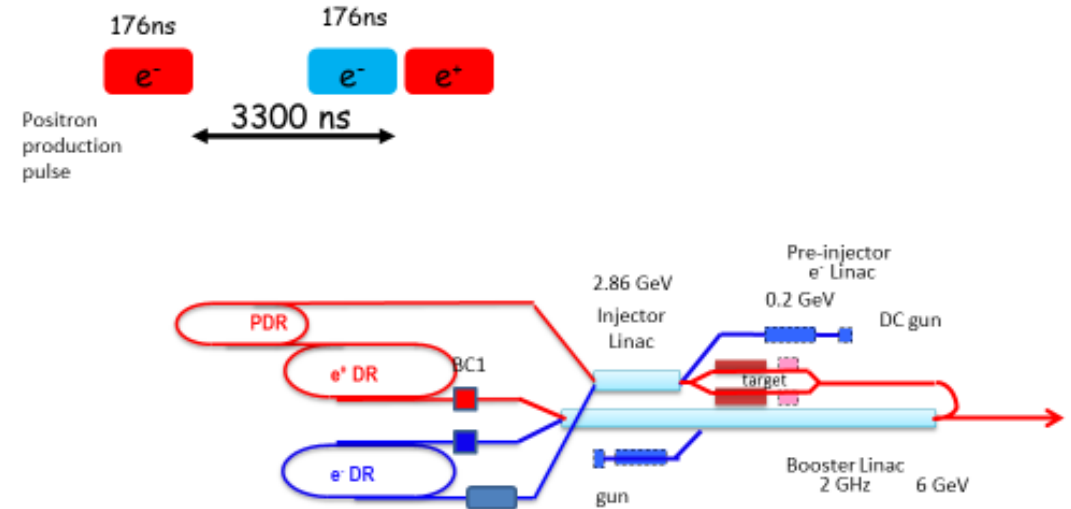 176ns
176ns
e-
e-
e+
3300 ns
Positron
production
pulse
Pre-injector
e- Linac
2.86 GeV
0.2 GeV
Injector
Linac
DC gun
PDR
BC1
e+ DR
target
e- DR
gun
Booster Linac
2 GHz
6 GeV